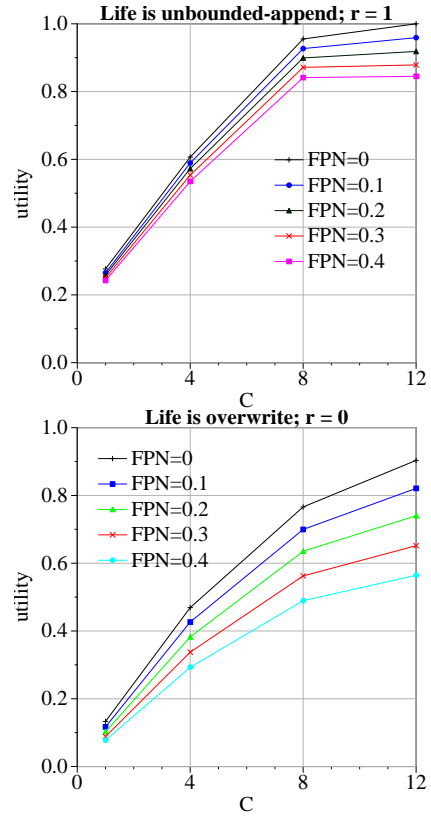 Life is unbounded-append; r = 1
1.0
0.8
0.6
0.4
0.2
0.0
utility
FPN=0
FPN=0.1
FPN=0.2
FPN=0.3
FPN=0.4
0
4
8
12
C
Life is overwrite; r = 0
1.0
0.8
0.6
0.4
0.2
0.0
utility
FPN=0
FPN=0.1
FPN=0.2
FPN=0.3
FPN=0.4
0
4
8
12
C